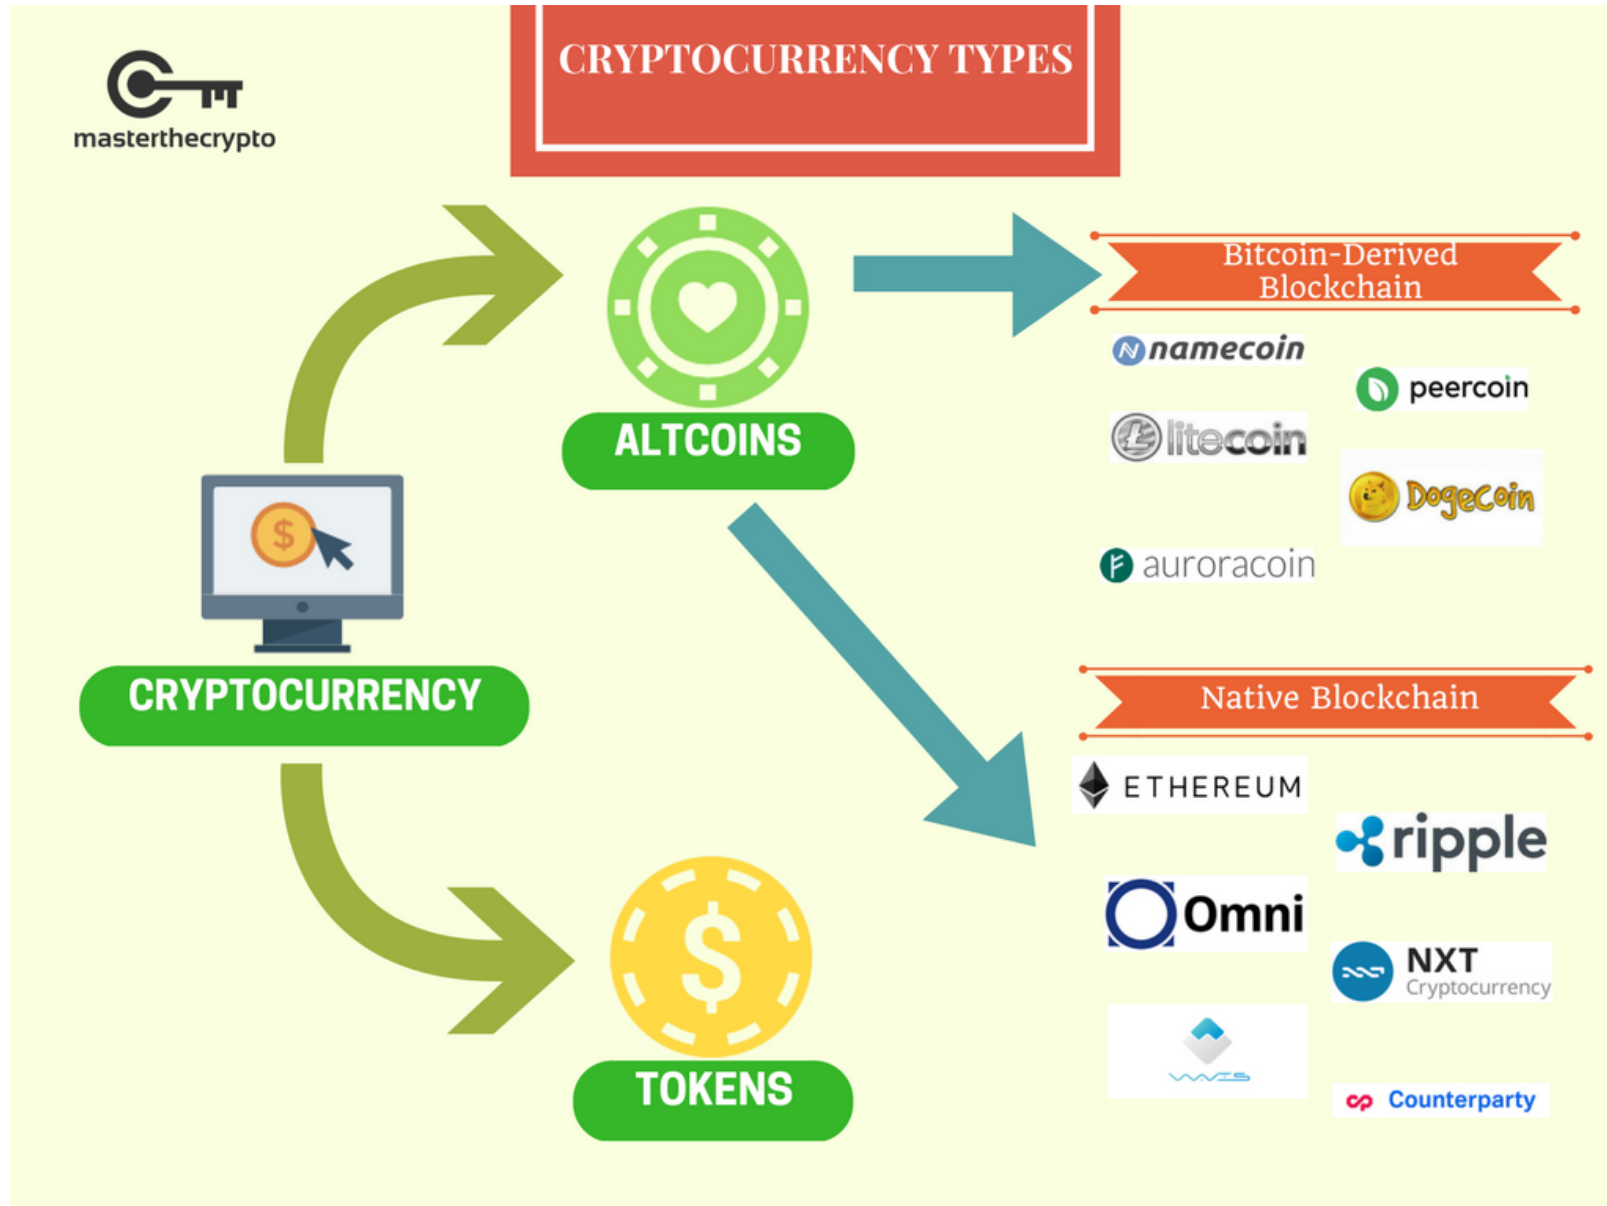 CRYPTOCURRENCY TYPES
masterthecrypto
Bitcoin-Derived
Blockchain
namecoin
peercoin
litecoin
Dogecoin
auroracoin
ALTCOINS
CRYPTOCURRENCY
Native Blockchain
ETHEREUM
ripple
Omni
NXT
Cryptocurrency
Counterparty
TOKENS